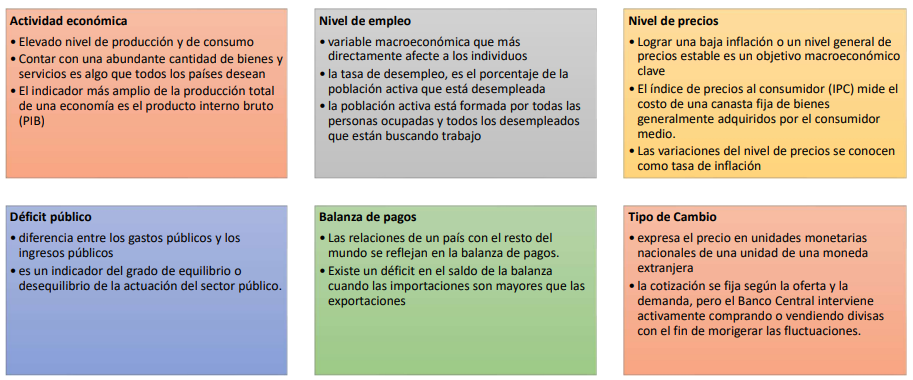 Actividad económica
• Elevado nivel de producción y de consumo
• Contar con una abundante cantidad de bienes y
servicios es algo que todos los países desean
• El indicador más amplio de la producción total
de una economía es el producto interno bruto
(PIB)
Nivel de empleo
• variable macroeconómica que más
directamente afecte a los individuos
• la tasa de desempleo, es el porcentaje de la
población activa que está desempleada
• la población activa está formada por todas las
personas ocupadas y todos los desempleados
que están buscando trabajo
Nivel de precios
• Lograr una baja inflación o un nivel general de
precios estable es un objetivo macroeconómico
clave
• El índice de precios al consumidor (IPC) mide el
costo de una canasta fija de bienes
generalmente adquiridos por el consumidor
medio.
• Las variaciones del nivel de precios se conocen
como tasa de inflación
Déficit público
• diferencia entre los gastos públicos y los
ingresos públicos
• es un indicador del grado de equilibrio o
desequilibrio de la actuación del sector público.
Balanza de pagos
• Las relaciones de un país con el resto del
mundo se reflejan en la balanza de pagos.
• Existe un déficit en el saldo de la balanza
cuando las importaciones son mayores que las
exportaciones
Tipo de Cambio
• expresa el precio en unidades monetarias
nacionales de una unidad de una moneda
extranjera
• la cotización se fija según la oferta y la
demanda, pero el Banco Central interviene
activamente comprando o vendiendo divisas
con el fin de morigerar las fluctuaciones.